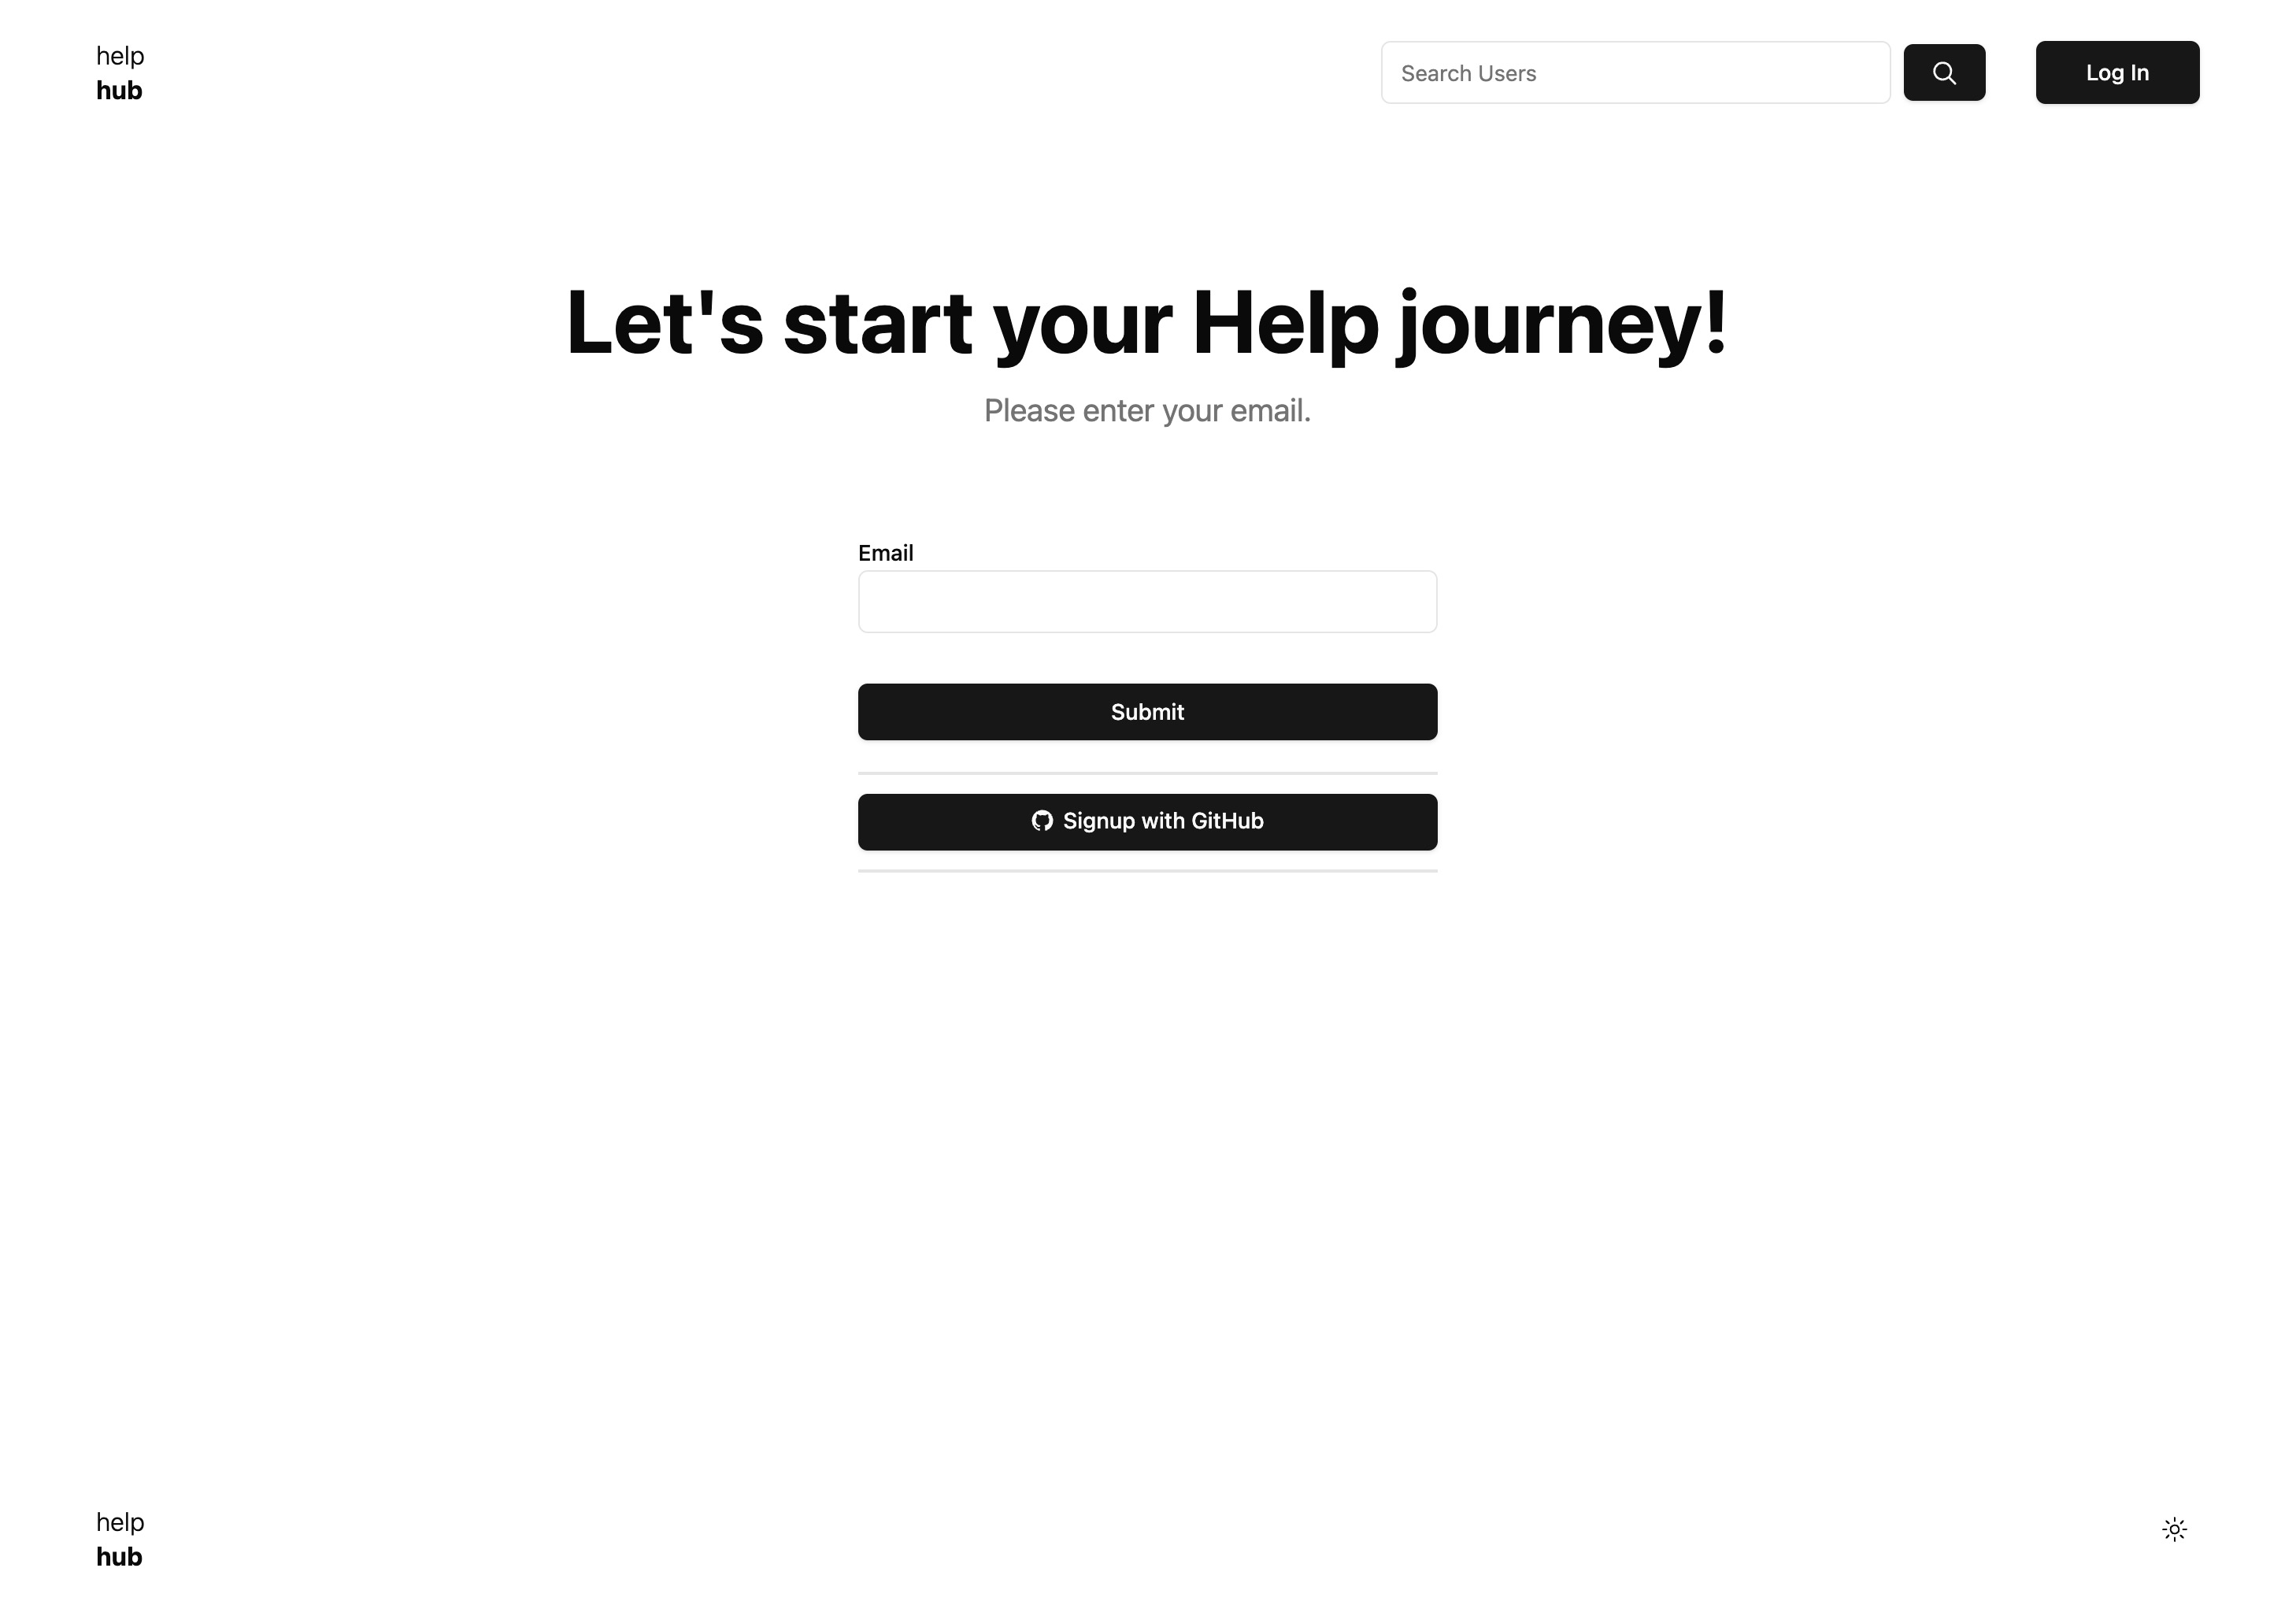 help
hub
Search Users
Log In
Let's start your Help journey!
Please enter your email.
Email
Submit
Signup with GitHub
help
hub